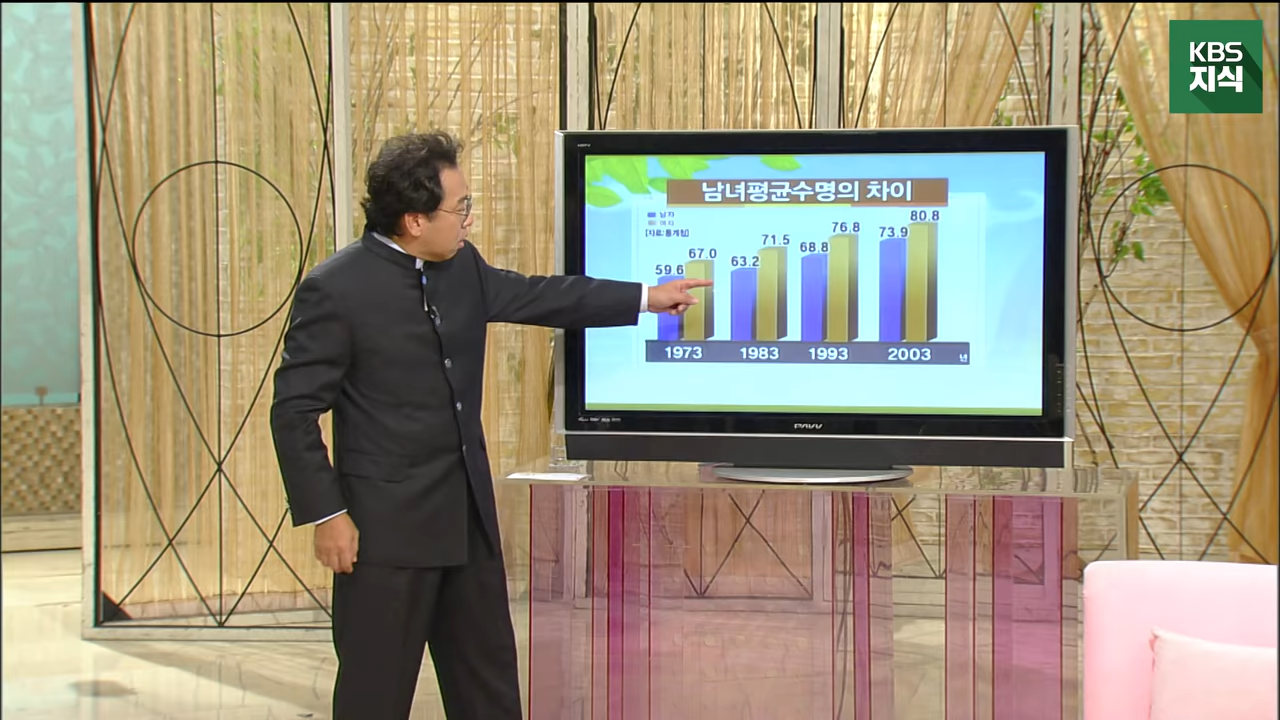 KBS
지식
남녀평균수명의 차이
남자
여자
[자료:통계청]
59.6
67.0
63.2
71.5
68.8
76.8
73.9
80.8
1973
1983
1993
2003
년
PAVV